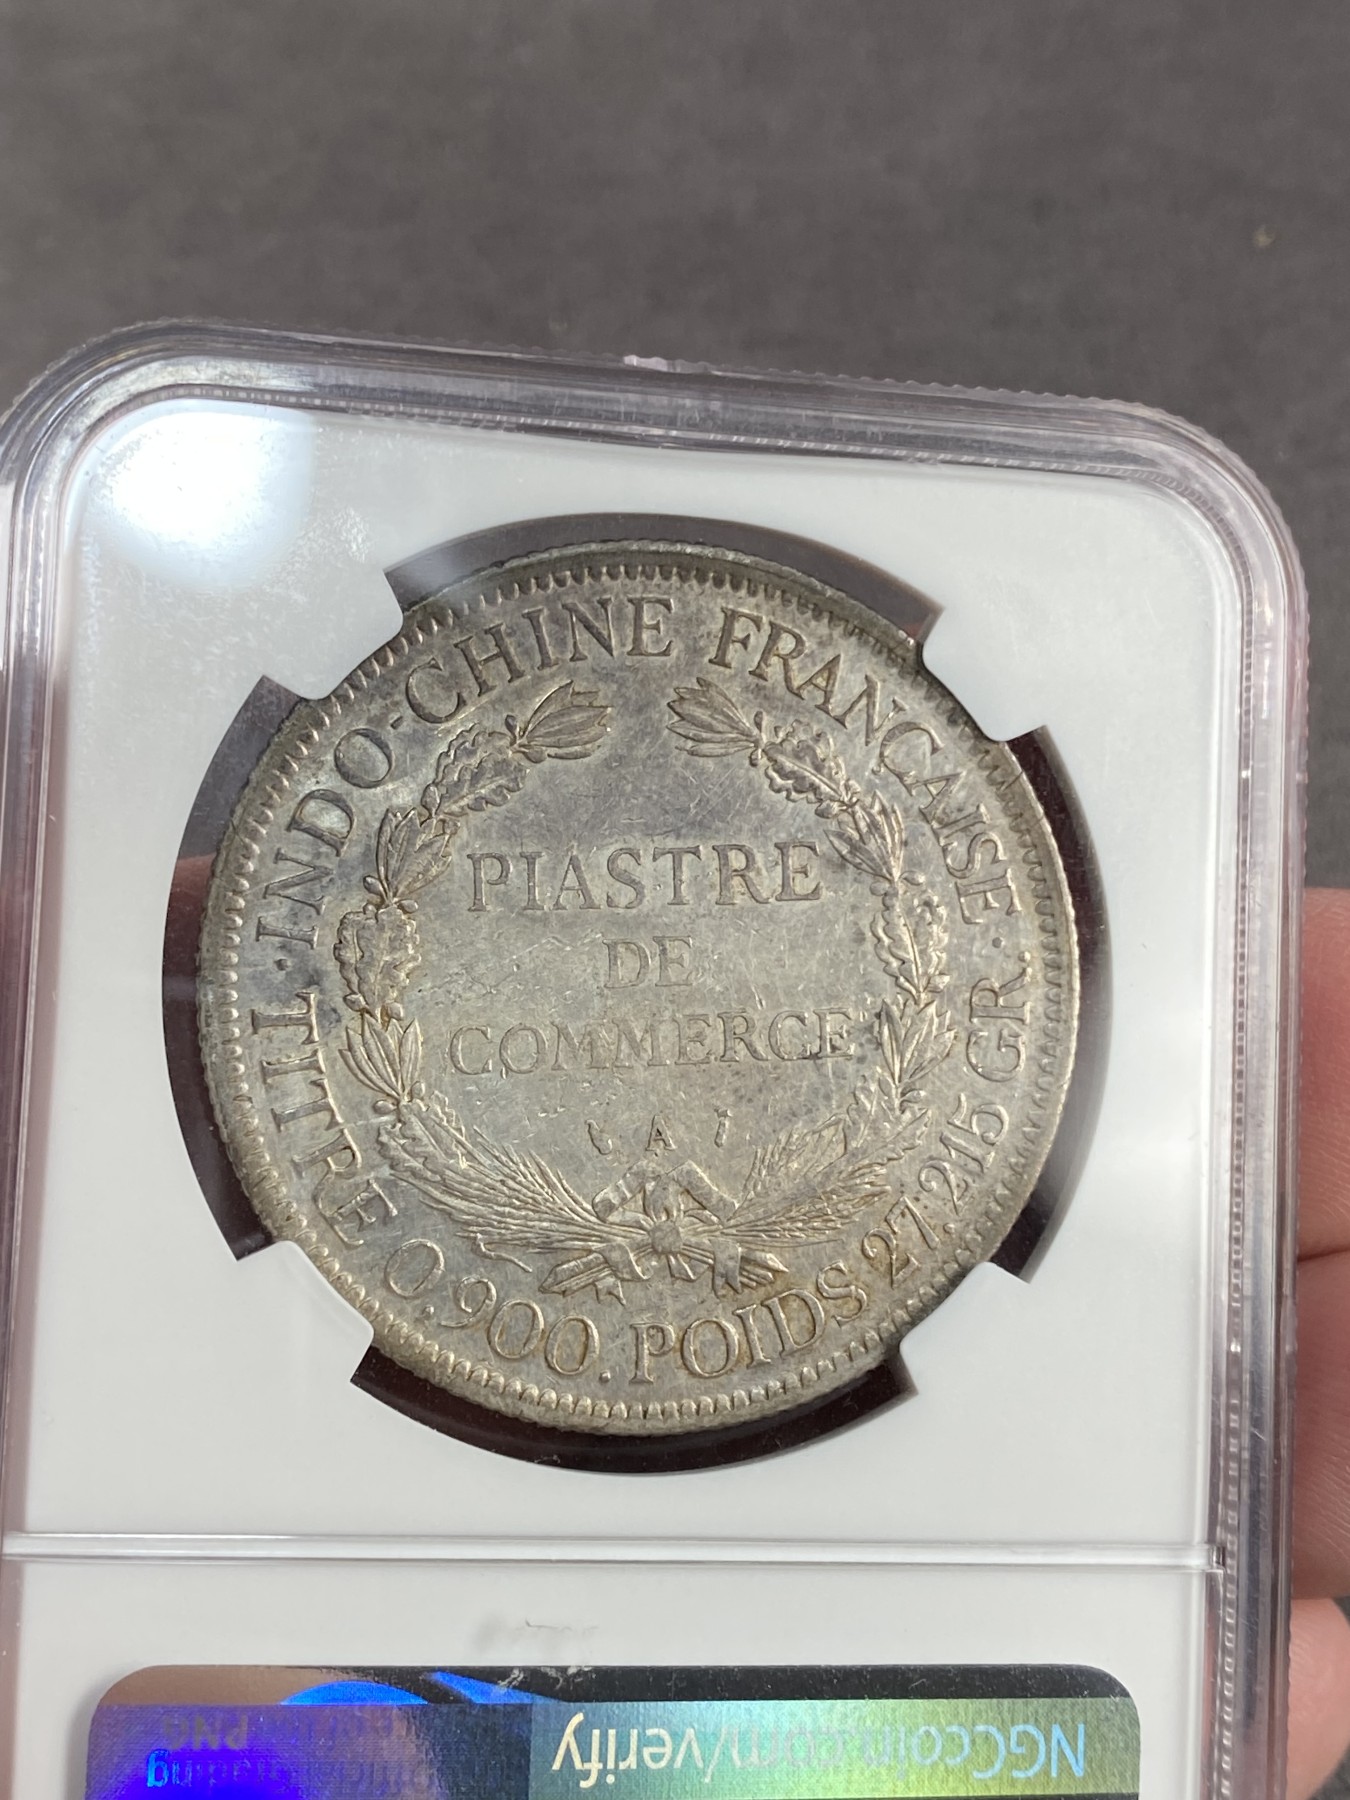 INDO-CHINE FRANÇAISE.
TITRE 0,900. POIDS 27.215 GR.
PIASTRE
DE
COMMERCE
A
NGCcoin.com/verify